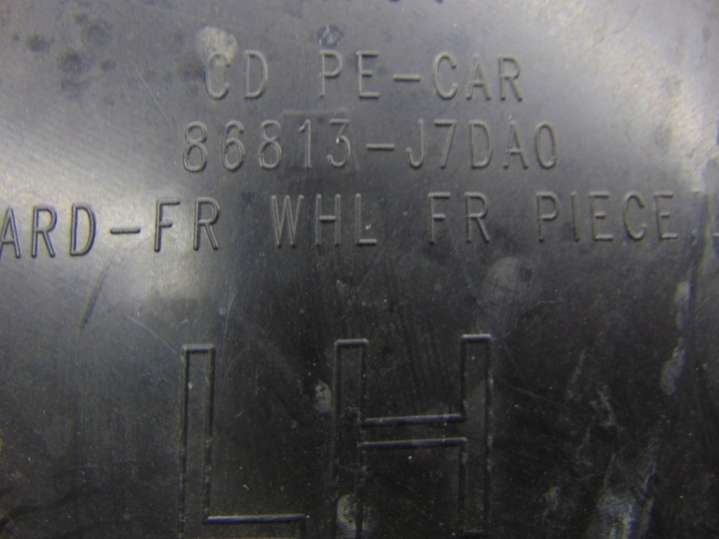 CD PE-CAR
86813-J7DA0
ARD-FR WHL FR PIECE
LH